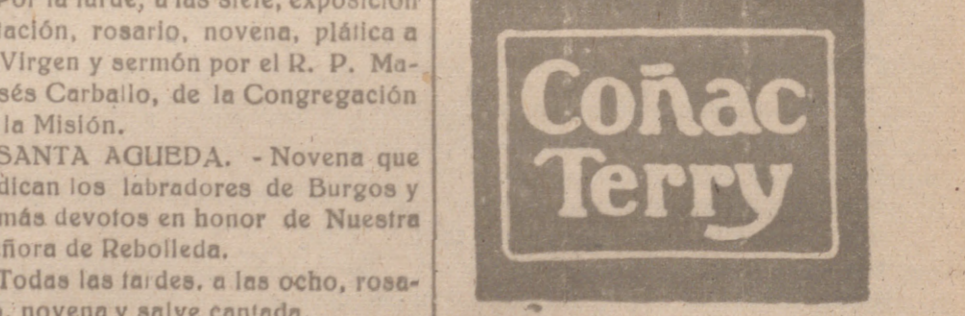 Por la tarde, a las siete, exposición
tación, rosario, novena, plática a
Virgen y sermón por el R. P. Ma-
sés Carballo, de la Congregación
la Misión.
SANTA AGUEDA. - Novena que
dican los labradores de Burgos y
más devotos en honor de Nuestra
ñora de Rebolleda.
Todas las tardes, a las ocho, rosa-
, novena y salve cantada
Coñac
Terry